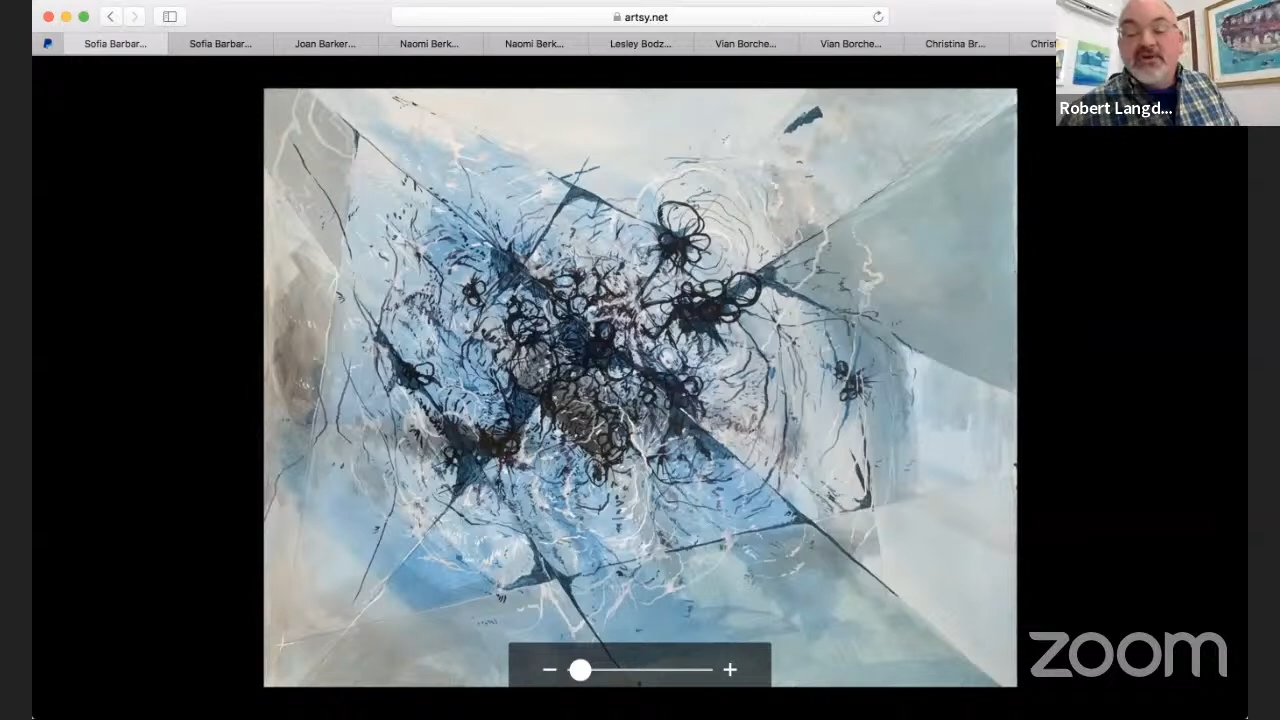 artsy.net
Sofia Barbar...
Sofia Barbar...
Joan Barker...
Naomi Berk...
Naomi Berk...
Lesley Bodz...
Vian Borche...
Vian Borche...
Christina Br...
Christ
Robert Langd...
zoom